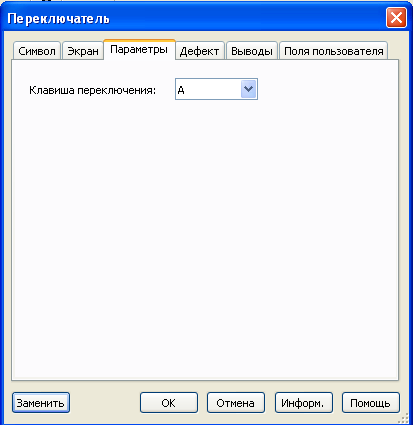 Переключатель
Символ Экран Параметры Дефект Выводы Поля пользователя
Клавиша переключения: A
Заменить OK Отмена Информ. Помощь